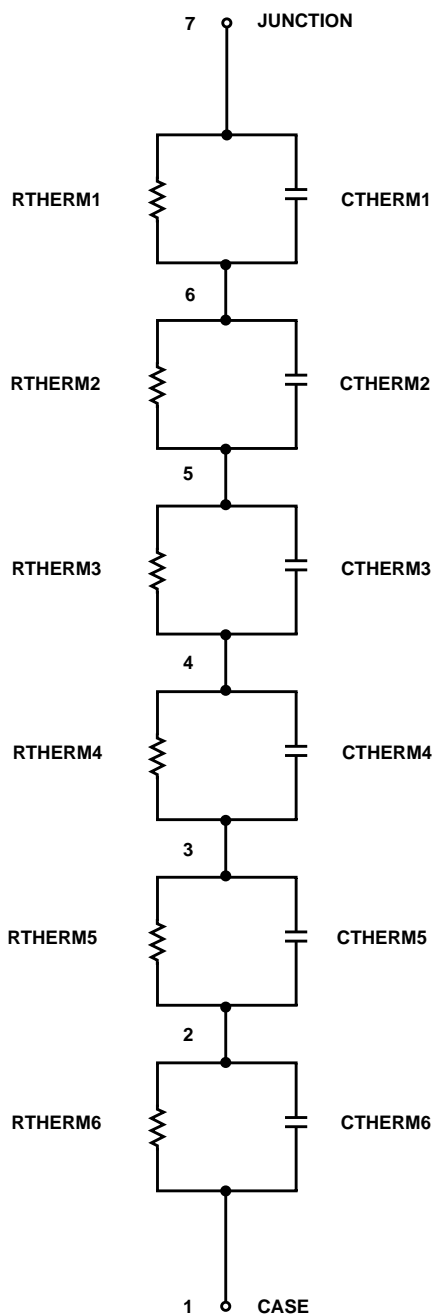 7 JUNCTION
RTHERM1 CTHERM1
6
RTHERM2 CTHERM2
5
RTHERM3 CTHERM3
4
RTHERM4 CTHERM4
3
RTHERM5 CTHERM5
2
RTHERM6 CTHERM6
1 CASE